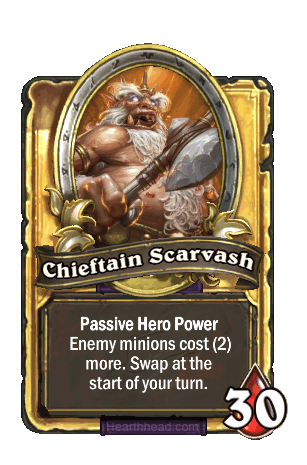 Chieftain Scarvash
Passive Hero Power
Enemy minions cost (2)
more. Swap at the
start of your turn.
30
Hearthhead.com